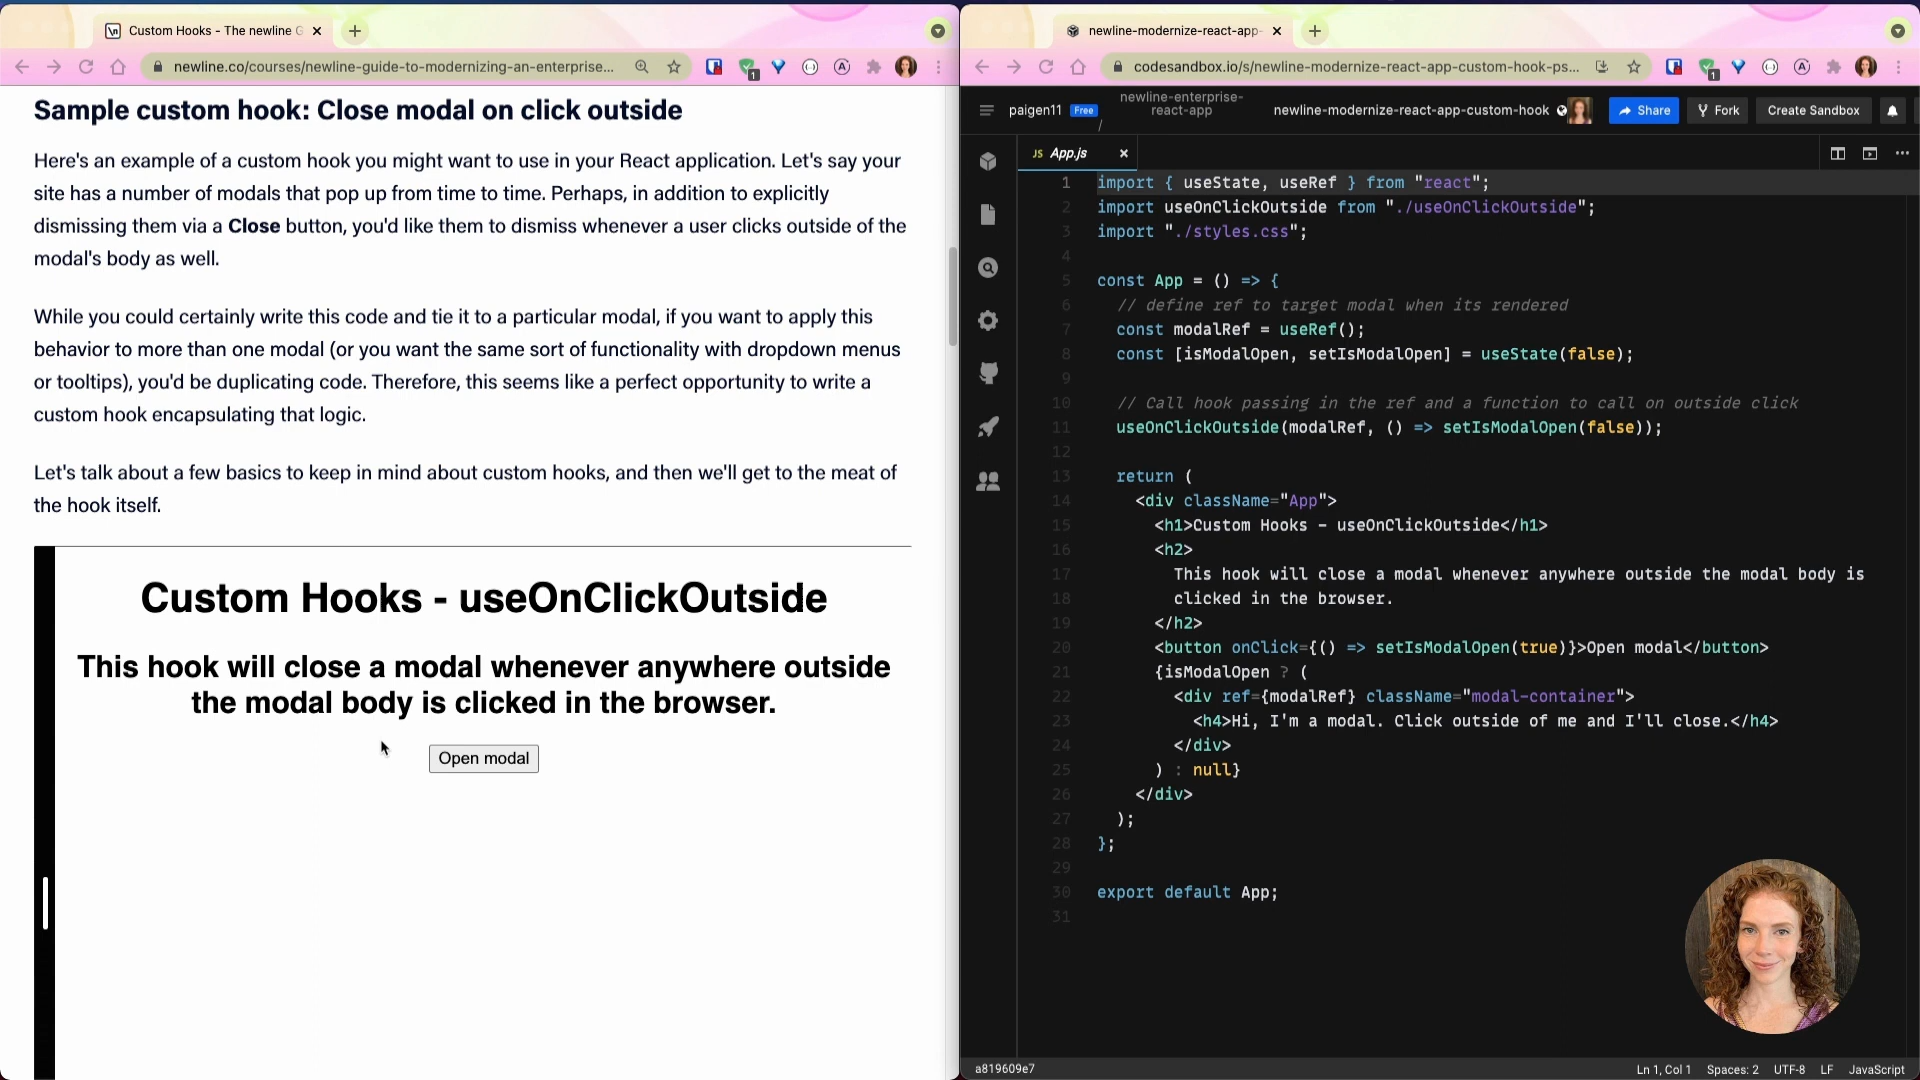 Custom Hooks - The newline G
newline.co/courses/newline-guide-to-modernizing-an-enterprise...
1
Sample custom hook: Close modal on click outside
Here's an example of a custom hook you might want to use in your React application. Let's say your
site has a number of modals that pop up from time to time. Perhaps, in addition to explicitly
dismissing them via a Close button, you'd like them to dismiss whenever a user clicks outside of the
modal's body as well.
While you could certainly write this code and tie it to a particular modal, if you want to apply this
behavior to more than one modal (or you want the same sort of functionality with dropdown menus
or tooltips), you'd be duplicating code. Therefore, this seems like a perfect opportunity to write a
custom hook encapsulating that logic.
Let's talk about a few basics to keep in mind about custom hooks, and then we'll get to the meat of
the hook itself.
Custom Hooks - useOnClickOutside
This hook will close a modal whenever anywhere outside
the modal body is clicked in the browser.
Open modal
newline-modernize-react-app-
codesandbox.io/s/newline-modernize-react-app-custom-hook-ps...
1
paigen11 Free
newline-enterprise-
react-app
/
newline-modernize-react-app-custom-hook
Share
Fork
Create Sandbox
JS App.js
1 import { useState, useRef } from "react";
2 import useOnClickOutside from "./useOnClickOutside";
3 import "./styles.css";
4
5 const App = () => {
6 // define ref to target modal when its rendered
7 const modalRef = useRef();
8 const [isModalOpen, setIsModalOpen] = useState(false);
9
10 // Call hook passing in the ref and a function to call on outside click
11 useOnClickOutside(modalRef, () => setIsModalOpen(false));
12
13 return (
14 <div className="App">
15 <h1>Custom Hooks - useOnClickOutside</h1>
16 <h2>
17 This hook will close a modal whenever anywhere outside the modal body is
18 clicked in the browser.
19 </h2>
20 <button onClick={() => setIsModalOpen(true)}>Open modal</button>
21 {isModalOpen ? (
22 <div ref={modalRef} className="modal-container">
23 <h4>Hi, I'm a modal. Click outside of me and I'll close.</h4>
24 </div>
25 ) : null}
26 </div>
27 );
28 };
29
30 export default App;
31
a819609e7
Ln 1, Col 1 Spaces: 2 UTF-8 LF JavaScript